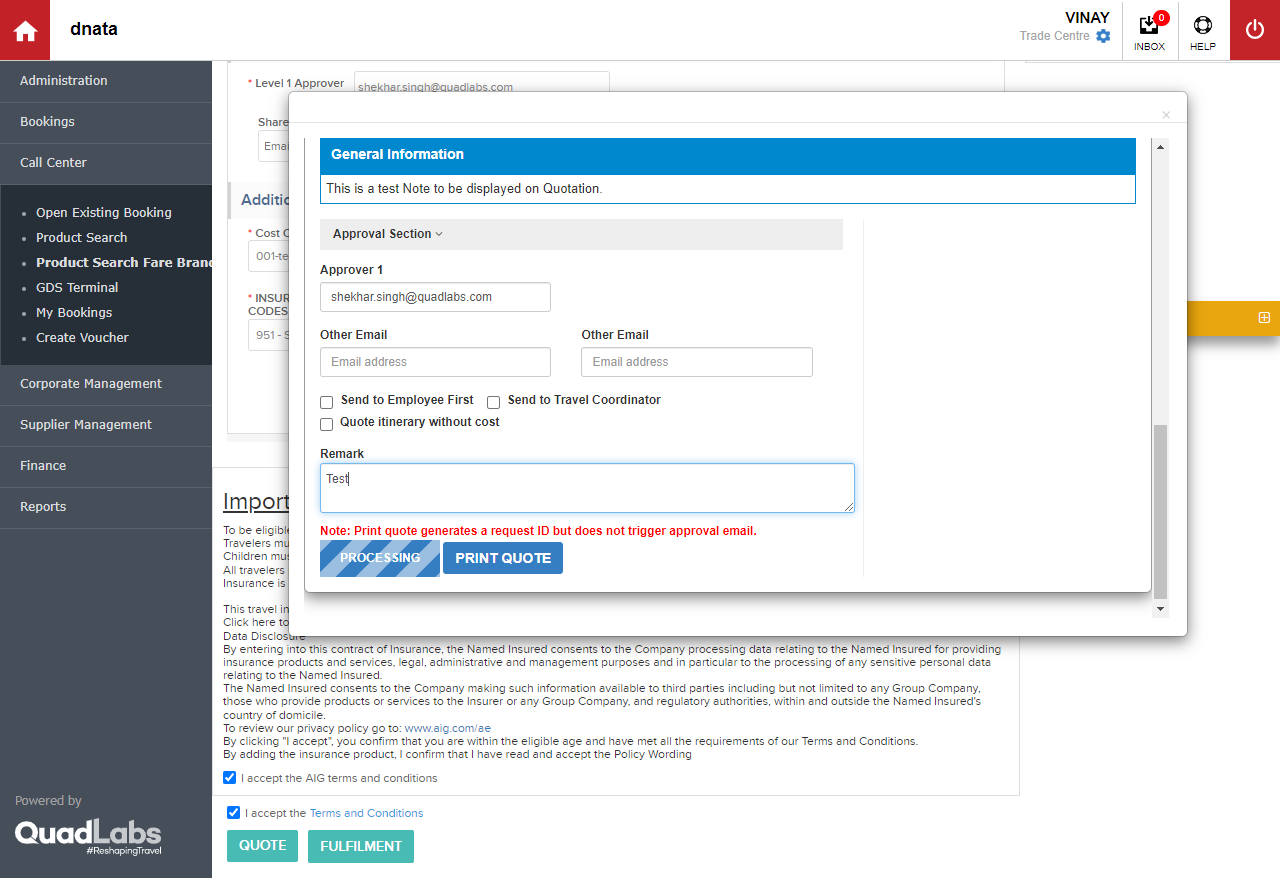 dnata
VINAY
Trade Centre
0
INBOX
HELP
Administration
Bookings
Call Center
Open Existing Booking
Product Search
Product Search Fare Bran
GDS Terminal
My Bookings
Create Voucher
Corporate Management
Supplier Management
Finance
Reports
Powered by
QuadLabs
#ReshapingTravel
* Level 1 Approver
shekhar.singh@quadlabs.com
Share
Emai
Additio
* Cost C
001-te
* INSUR
CODES
951 - S
×
General Information
This is a test Note to be displayed on Quotation.
Approval Section
Approver 1
shekhar.singh@quadlabs.com
Other Email
Other Email
Email address
Email address
Send to Employee First
Send to Travel Coordinator
Quote itinerary without cost
Remark
Test
Note: Print quote generates a request ID but does not trigger approval email.
PROCESSING
PRINT QUOTE
Import
To be eligible
Travelers mu
Children mus
All travelers
Insurance is
This travel in
Click here to
Data Disclosure
By entering into this contract of Insurance, the Named Insured consents to the Company processing data relating to the Named Insured for providing
insurance products and services, legal, administrative and management purposes and in particular to the processing of any sensitive personal data
relating to the Named Insured.
The Named Insured consents to the Company making such information available to third parties including but not limited to any Group Company,
those who provide products or services to the Insurer or any Group Company, and regulatory authorities, within and outside the Named Insured's
country of domicile.
To review our privacy policy go to: www.aig.com/ae
By clicking "I accept", you confirm that you are within the eligible age and have met all the requirements of our Terms and Conditions.
By adding the insurance product, I confirm that I have read and accept the Policy Wording
I accept the AIG terms and conditions
I accept the Terms and Conditions
QUOTE
FULFILMENT